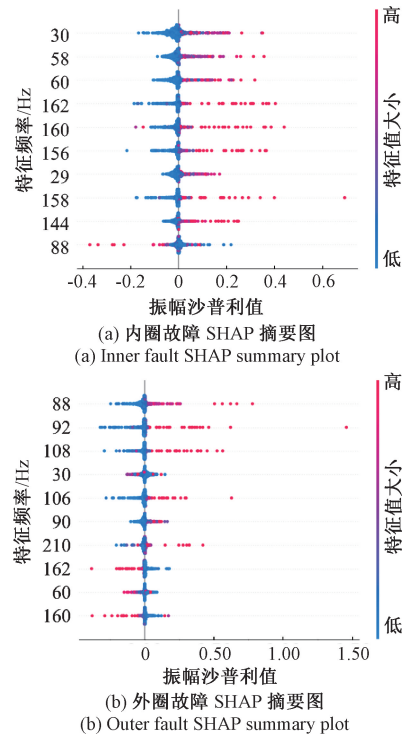 高
30
58
60
162
160
156
29
158
144
88
特征频率/Hz
特征值大小
低
-0.4 -0.2 0 0.2 0.4 0.6
振幅沙普利值
(a) 内圈故障 SHAP 摘要图
(a) Inner fault SHAP summary plot
高
88
92
108
30
106
90
210
162
60
160
特征频率/Hz
特征值大小
低
0 0.50 1.00 1.50
振幅沙普利值
(b) 外圈故障 SHAP 摘要图
(b) Outer fault SHAP summary plot